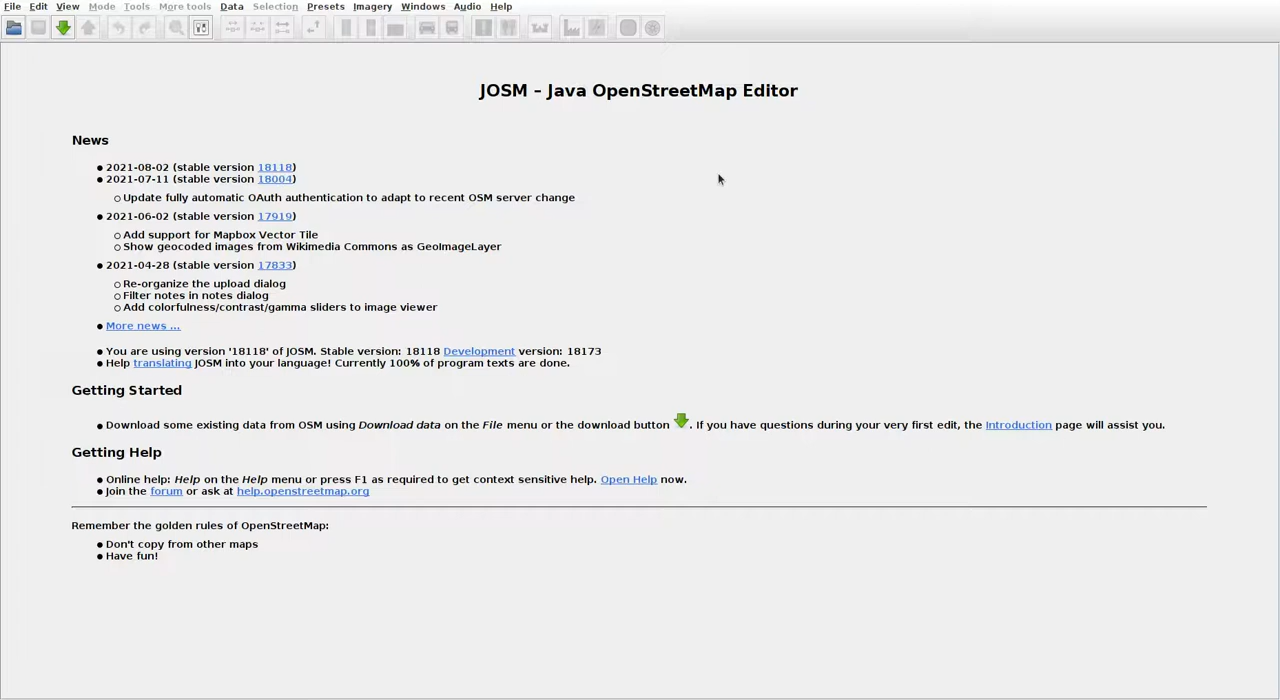 File Edit View Mode Tools More tools Data Selection Presets Imagery Windows Audio Help
JOSM – Java OpenStreetMap Editor
News
2021-08-02 (stable version 18118)
2021-07-11 (stable version 18004)
Update fully automatic OAuth authentication to adapt to recent OSM server change
2021-06-02 (stable version 17919)
Add support for Mapbox Vector Tile
Show geocoded images from Wikimedia Commons as GeoImageLayer
2021-04-28 (stable version 17833)
Re-organize the upload dialog
Filter notes in notes dialog
Add colorfulness/contrast/gamma sliders to image viewer
More news ...
You are using version '18118' of JOSM. Stable version: 18118 Development version: 18173
Help translating JOSM into your language! Currently 100% of program texts are done.
Getting Started
Download some existing data from OSM using Download data on the File menu or the download button . If you have questions during your very first edit, the Introduction page will assist you.
Getting Help
Online help: Help on the Help menu or press F1 as required to get context sensitive help. Open Help now.
Join the forum or ask at help.openstreetmap.org
Remember the golden rules of OpenStreetMap:
Don't copy from other maps
Have fun!